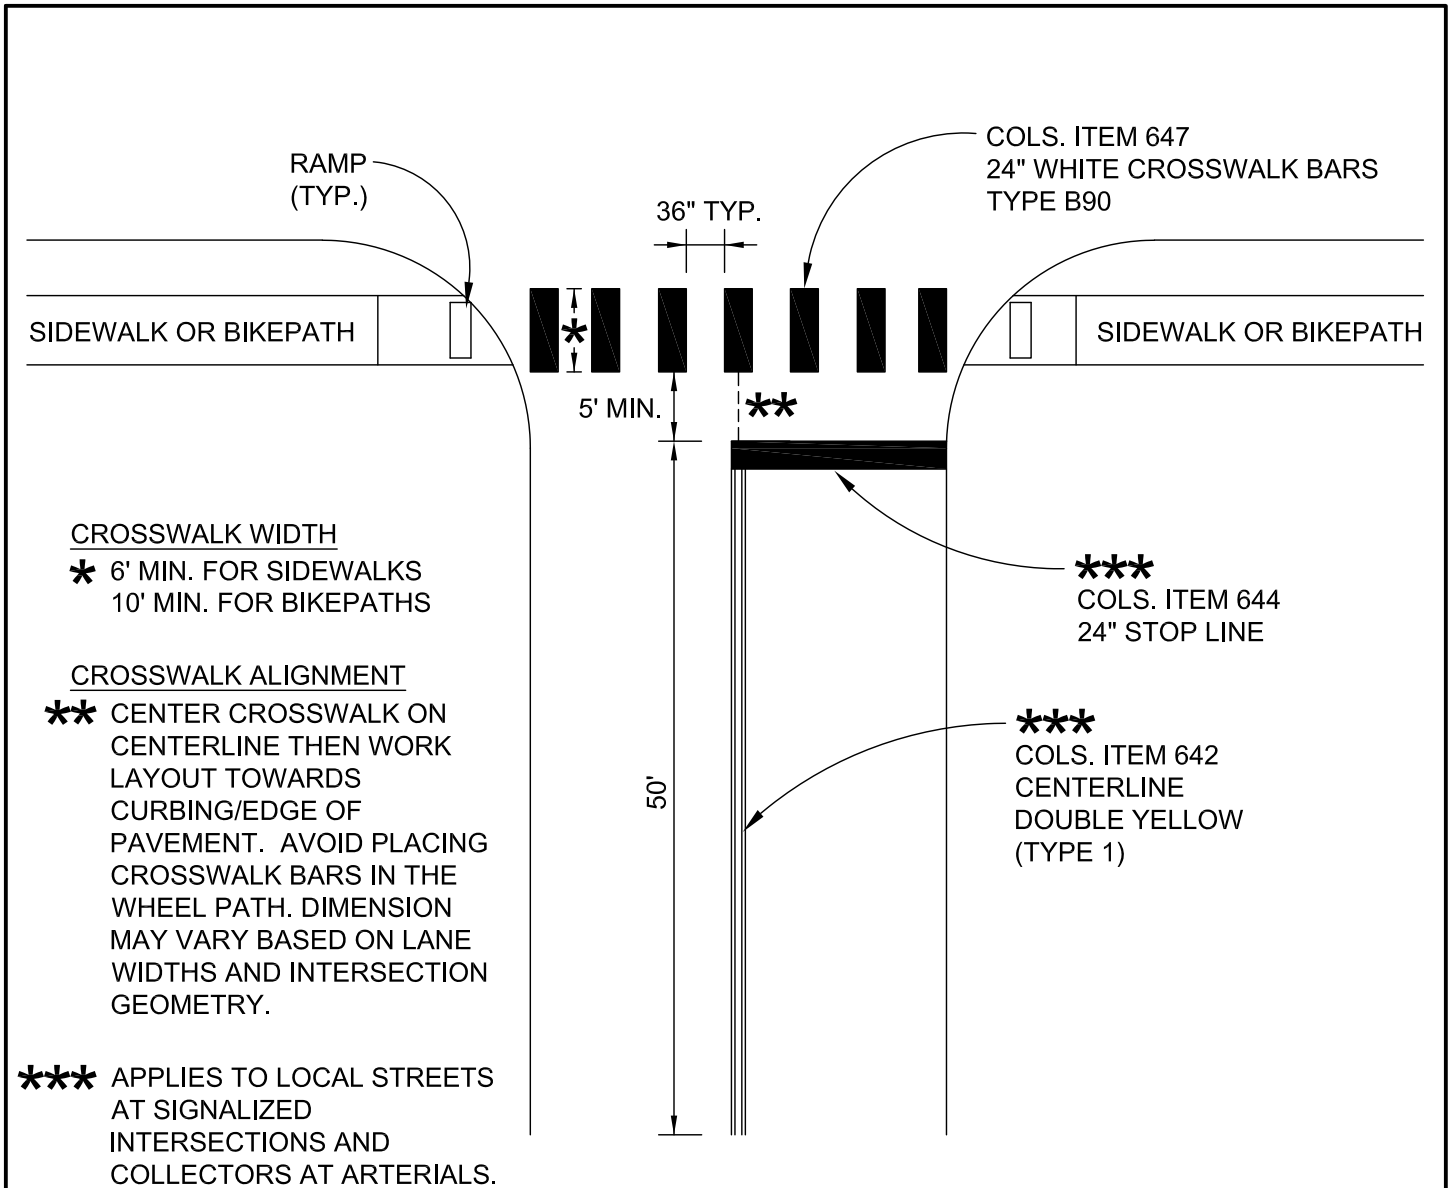 COLS. ITEM 647
24" WHITE CROSSWALK BARS
TYPE B90
RAMP
(TYP.)
36" TYP.
SIDEWALK OR BIKEPATH
*
SIDEWALK OR BIKEPATH
5' MIN.
**
CROSSWALK WIDTH
* 6' MIN. FOR SIDEWALKS
10' MIN. FOR BIKEPATHS
***
COLS. ITEM 644
24" STOP LINE
CROSSWALK ALIGNMENT
** CENTER CROSSWALK ON
CENTERLINE THEN WORK
LAYOUT TOWARDS
CURBING/EDGE OF
PAVEMENT. AVOID PLACING
CROSSWALK BARS IN THE
WHEEL PATH. DIMENSION
MAY VARY BASED ON LANE
WIDTHS AND INTERSECTION
GEOMETRY.
50'
***
COLS. ITEM 642
CENTERLINE
DOUBLE YELLOW
(TYPE 1)
*** APPLIES TO LOCAL STREETS
AT SIGNALIZED
INTERSECTIONS AND
COLLECTORS AT ARTERIALS.